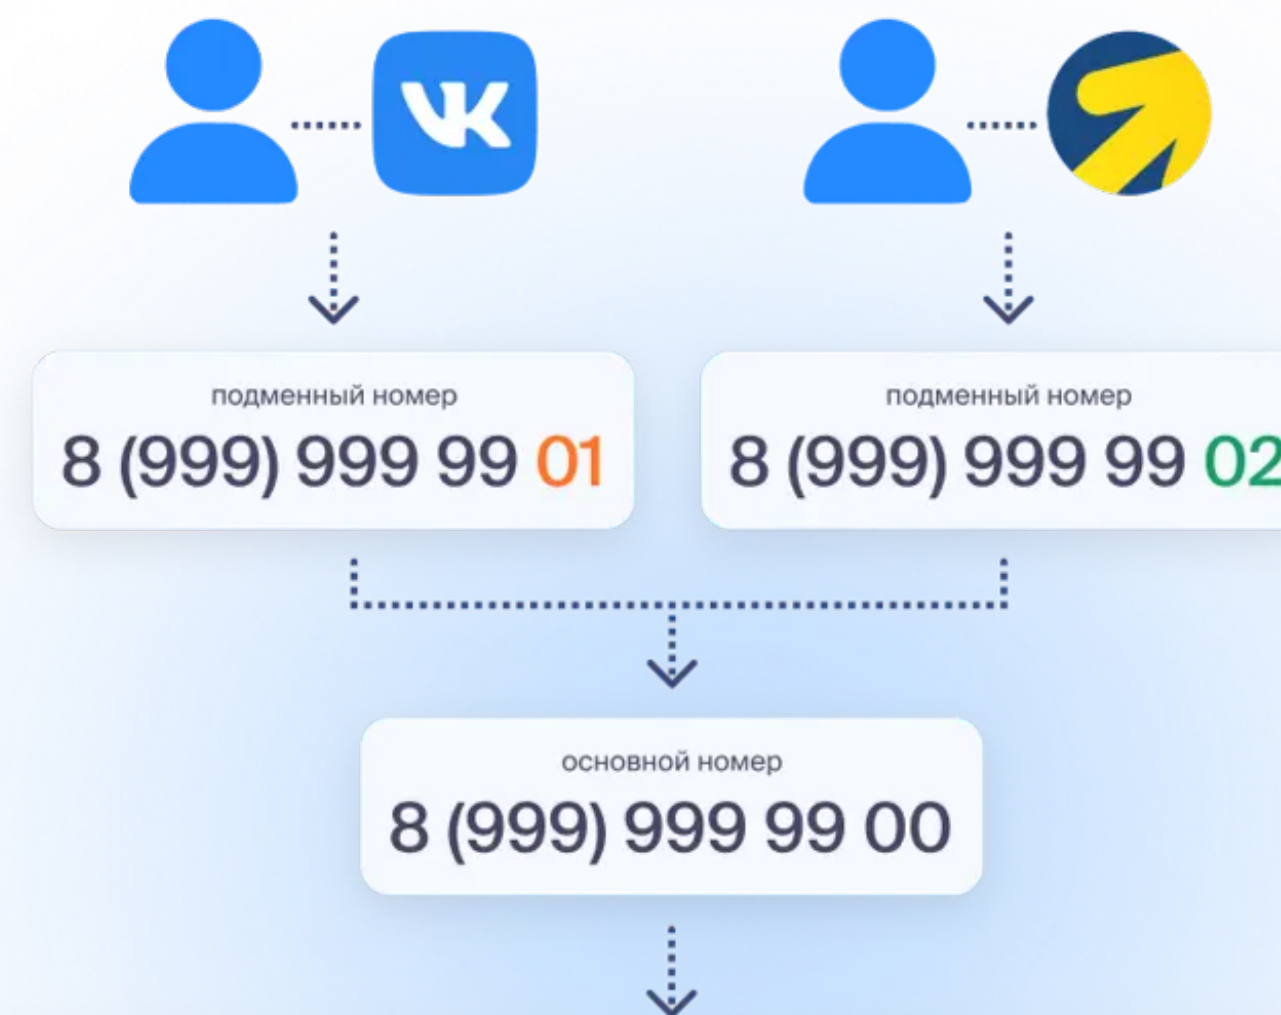 VK
подменный номер
8 (999) 999 99 01
подменный номер
8 (999) 999 99 02
основной номер
8 (999) 999 99 00